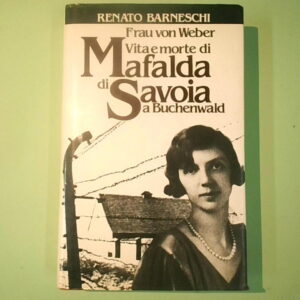 RENATO BARNESCHI
Frau von Weber
Vita e morte di
Mafalda
di Savoia
a Buchenwald